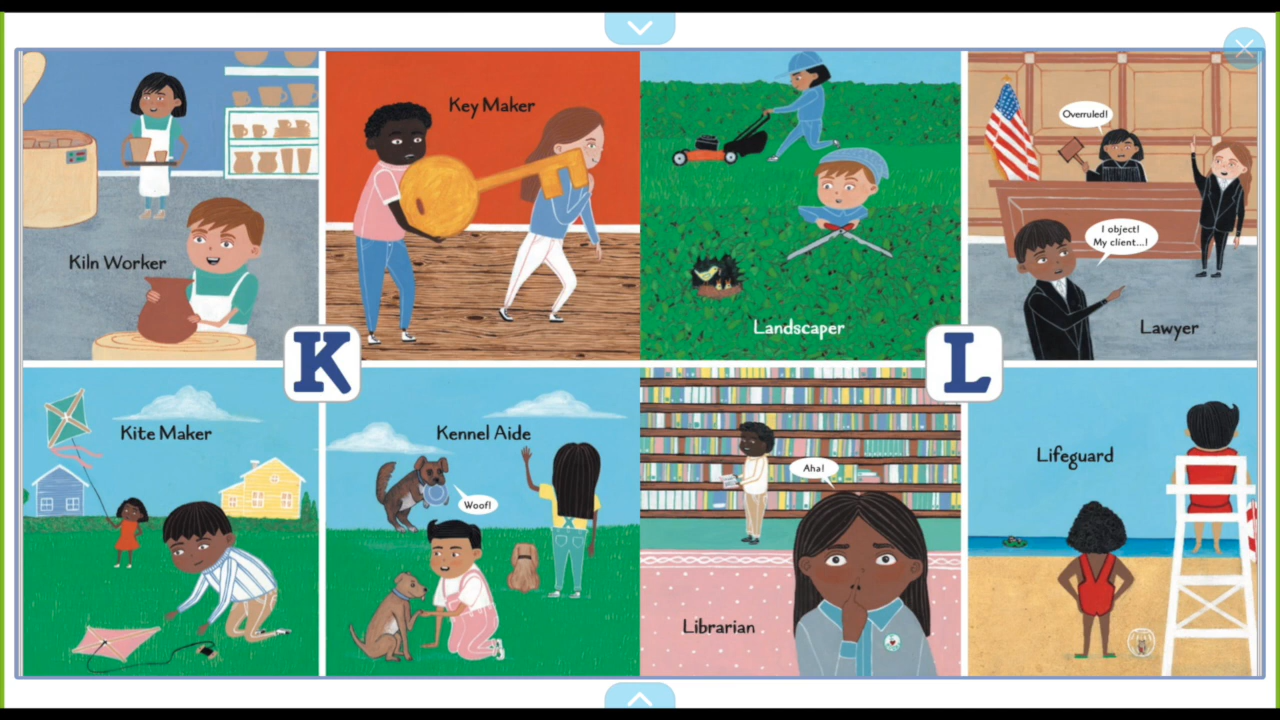 Kiln Worker
Key Maker
K
Kite Maker
Kennel Aide
Woof!
Landscaper
Overruled!
I object!
My client...!
Lawyer
L
Aha!
Librarian
Lifeguard